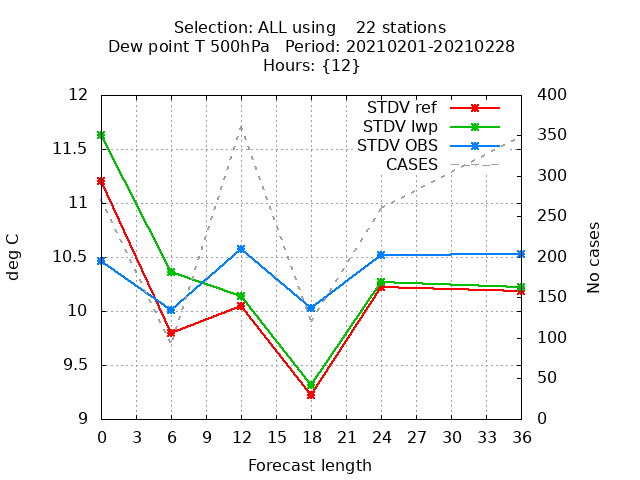 Selection: ALL using    22 stations
Dew point T 500hPa   Period: 20210201-20210228
Hours: {12}
12
11.5
11
10.5
10
9.5
9
deg C
STDV ref
STDV lwp
STDV OBS
CASES
400
350
300
250
200
150
100
50
0
No cases
0 3 6 9 12 15 18 21 24 27 30 33 36
Forecast length